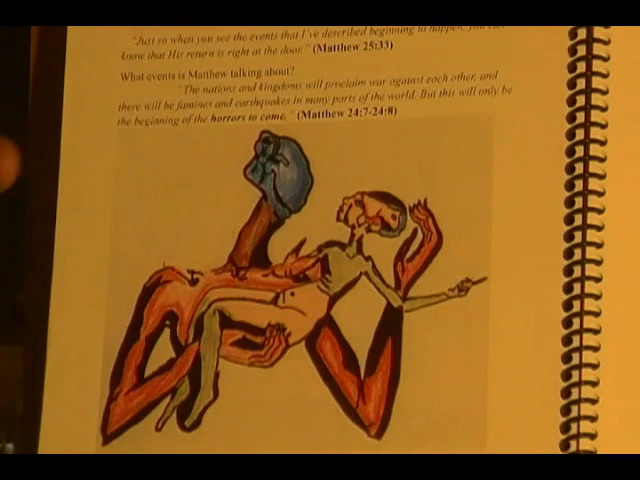 "Just so when you see the events that I've described beginning to happen, you can
know that His return is right at the door." (Matthew 25:33)
What events is Matthew talking about?
"The nations and kingdoms will proclaim war against each other, and
there will be famines and earthquakes in many parts of the world. But this will only be
the beginning of the horrors to come." (Matthew 24:7-24:8)